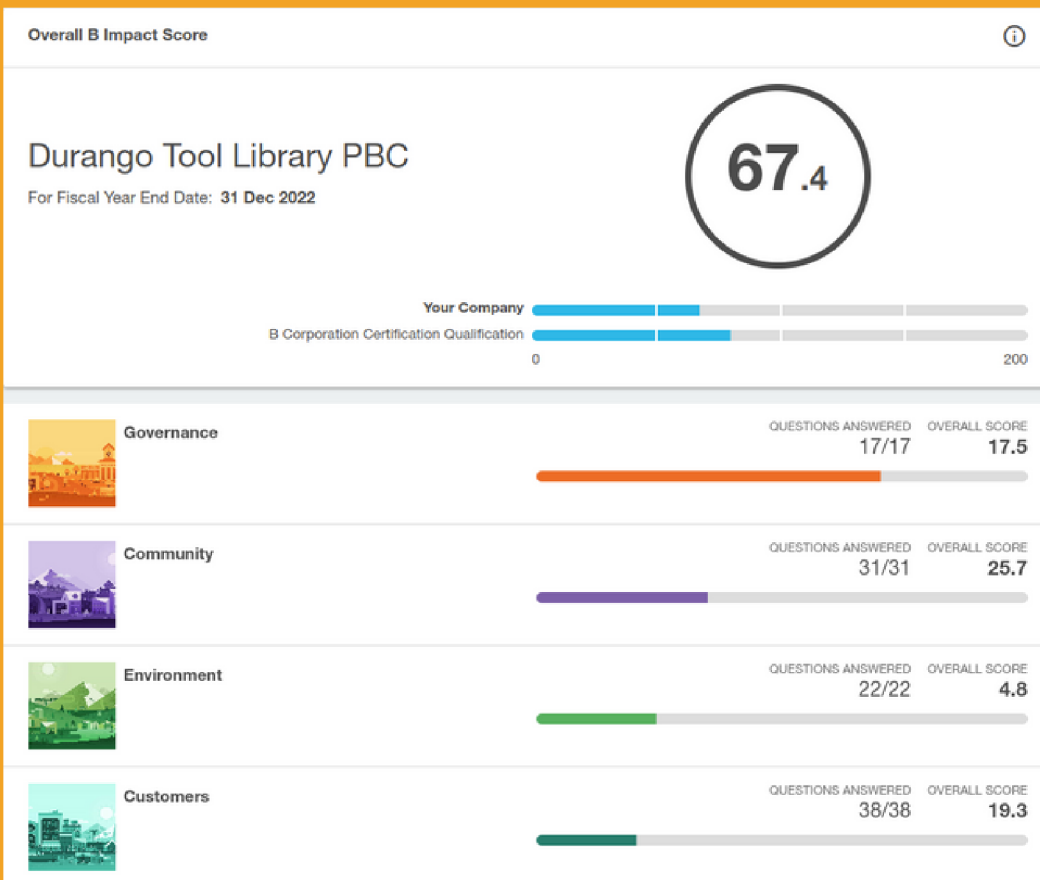 Overall B Impact Score
Durango Tool Library PBC
67.4
For Fiscal Year End Date: 31 Dec 2022
Your Company
B Corporation Certification Qualification
0 200
Governance
QUESTIONS ANSWERED OVERALL SCORE
17/17 17.5
Community
QUESTIONS ANSWERED OVERALL SCORE
31/31 25.7
Environment
QUESTIONS ANSWERED OVERALL SCORE
22/22 4.8
Customers
QUESTIONS ANSWERED OVERALL SCORE
38/38 19.3